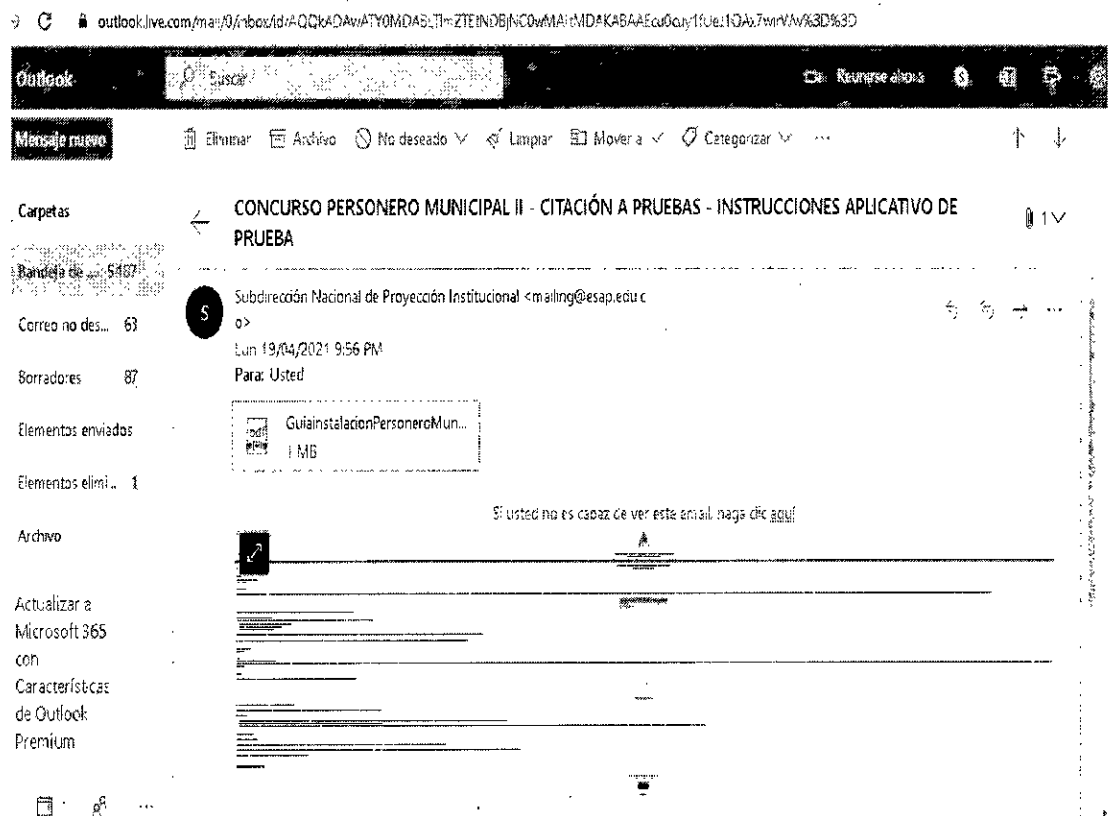 outlook.live.com/mail/0/inbox/id/
Outlook
Buscar
Reunirse ahora
Mensaje nuevo
Eliminar Archivo No deseado Limpiar Mover a Categorizar ...
Carpetas
CONCURSO PERSONERO MUNICIPAL II - CITACIÓN A PRUEBAS - INSTRUCCIONES APLICATIVO DE
PRUEBA
1
Bandeja de ... 5487
S
Subdirección Nacional de Proyección Institucional <mailing@esap.edu.c
o>
Lun 19/04/2021 9:56 PM
Para: Usted
Correo no des... 63
Borradores 87
GuiainstalacionPersoneroMun...
1 MB
Elementos enviados
Elementos elimi... 1
Si usted no es capaz de ver este email, haga clic aquí
Archivo
Actualizar a
Microsoft 365
con
Características
de Outlook
Premium